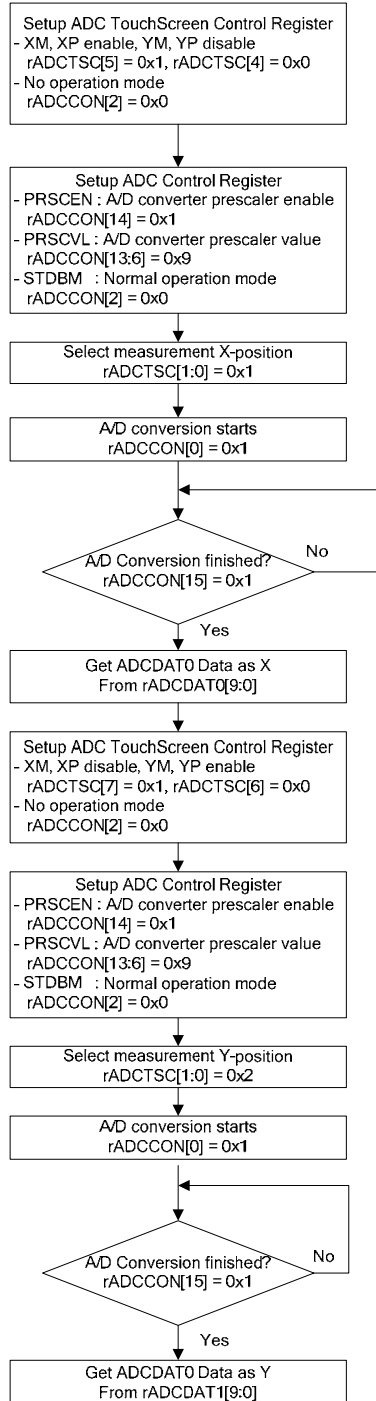 Setup ADC TouchScreen Control Register
- XM, XP enable, YM, YP disable
rADCTSC[5] = 0x1, rADCTSC[4] = 0x0
- No operation mode
rADCCON[2] = 0x0
Setup ADC Control Register
- PRSCEN : A/D converter prescaler enable
rADCCON[14] = 0x1
- PRSCVL : A/D converter prescaler value
rADCCON[13:6] = 0x9
- STDBM : Normal operation mode
rADCCON[2] = 0x0
Select measurement X-position
rADCTSC[1:0] = 0x1
A/D conversion starts
rADCCON[0] = 0x1
A/D Conversion finished?
rADCCON[15] = 0x1
No
Yes
Get ADCDAT0 Data as X
From rADCDAT0[9:0]
Setup ADC TouchScreen Control Register
- XM, XP disable, YM, YP enable
rADCTSC[7] = 0x1, rADCTSC[6] = 0x0
- No operation mode
rADCCON[2] = 0x0
Setup ADC Control Register
- PRSCEN : A/D converter prescaler enable
rADCCON[14] = 0x1
- PRSCVL : A/D converter prescaler value
rADCCON[13:6] = 0x9
- STDBM : Normal operation mode
rADCCON[2] = 0x0
Select measurement Y-position
rADCTSC[1:0] = 0x2
A/D conversion starts
rADCCON[0] = 0x1
A/D Conversion finished?
rADCCON[15] = 0x1
No
Yes
Get ADCDAT0 Data as Y
From rADCDAT1[9:0]